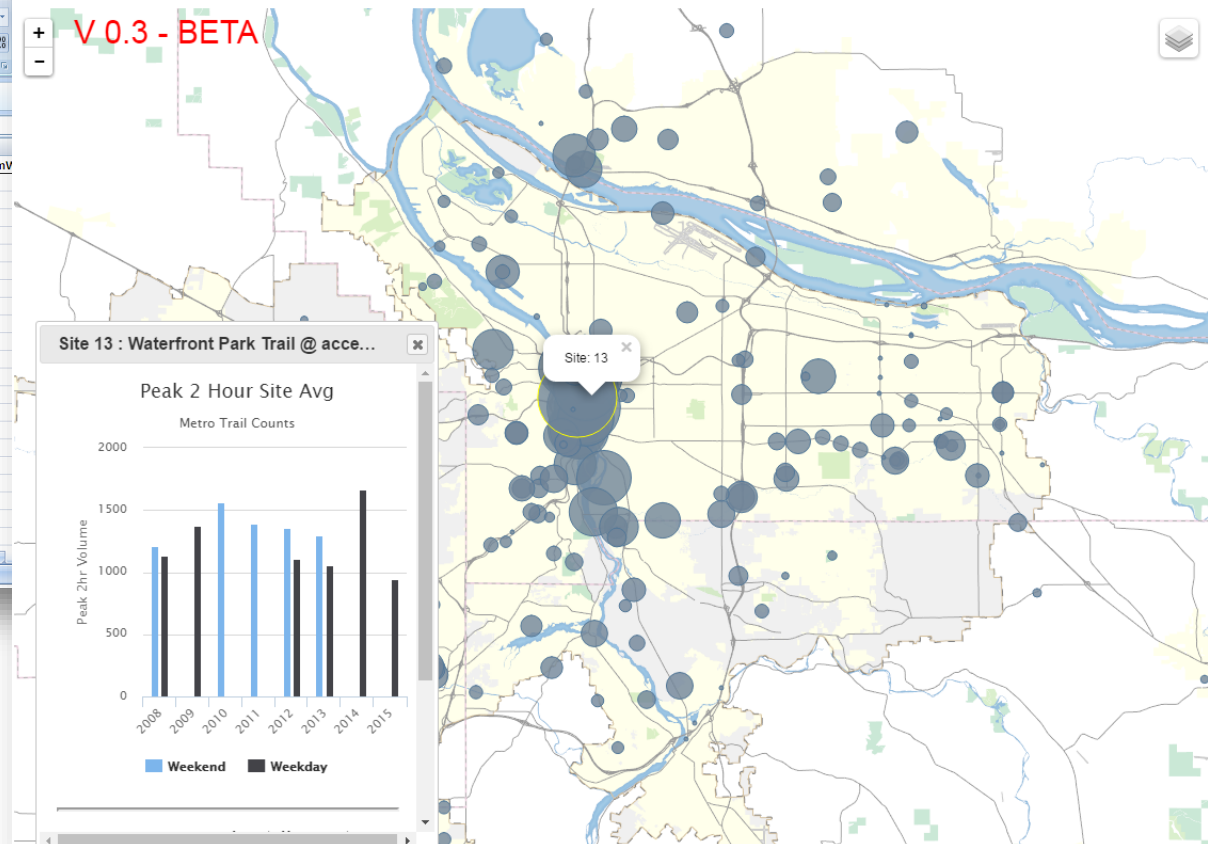 +
V 0.3 - BETA
-
Site: 13
×
Site 13 : Waterfront Park Trail @ acce...
Peak 2 Hour Site Avg
Metro Trail Counts
Peak 2hr Volume
2000
1500
1000
500
0
2008 2009 2010 2011 2012 2013 2014 2015
Weekend Weekday